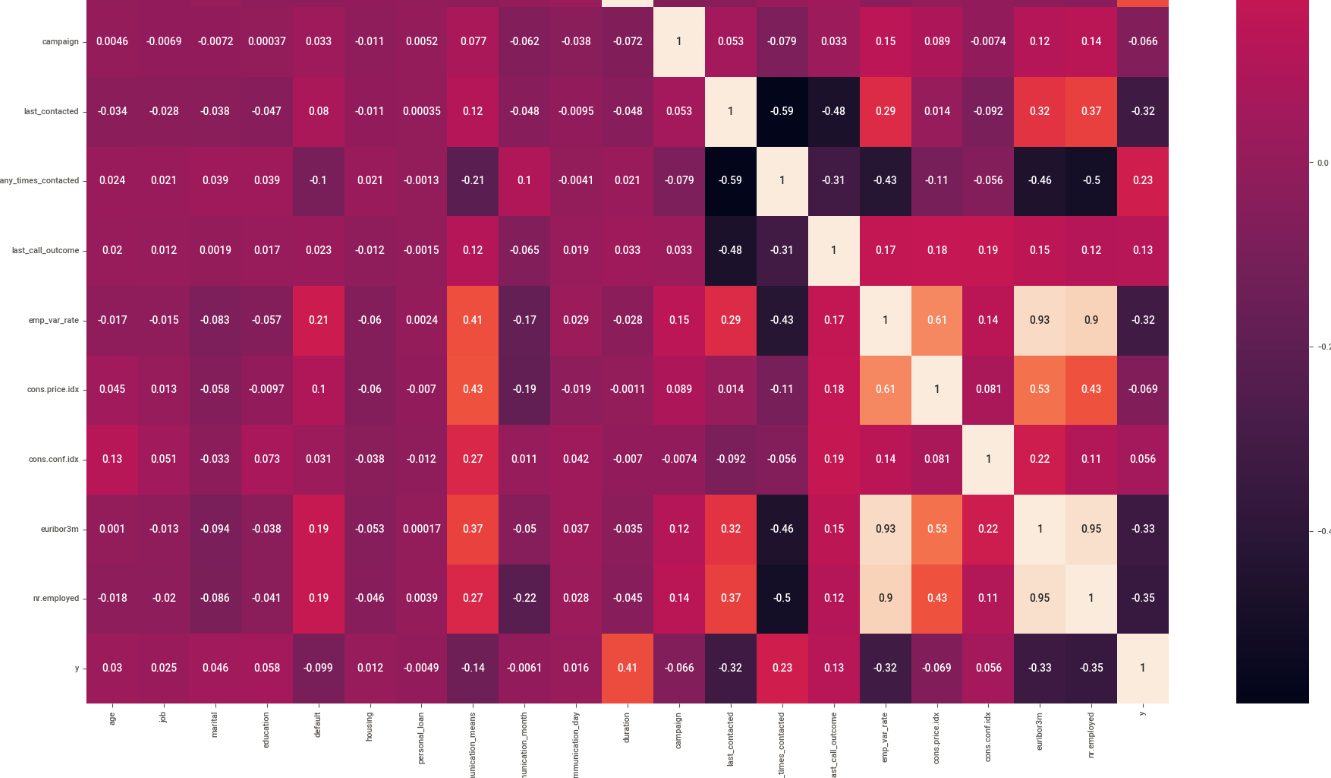 campaign 0.0046 -0.0069 -0.0072 0.00037 0.033 -0.011 0.0052 0.077 -0.062 -0.038 -0.072 1 0.053 -0.079 0.033 0.15 0.089 -0.0074 0.12 0.14 -0.066
last_contacted -0.034 -0.028 -0.038 -0.047 0.08 -0.011 0.00035 0.12 -0.048 -0.0095 -0.048 0.053 1 -0.59 -0.48 0.29 0.014 -0.092 0.32 0.37 -0.32
0.0
any_times_contacted 0.024 0.021 0.039 0.039 -0.1 0.021 -0.0013 -0.21 0.1 -0.0041 0.021 -0.079 -0.59 1 -0.31 -0.43 -0.11 -0.056 -0.46 -0.5 0.23
last_call_outcome 0.02 0.012 0.0019 0.017 0.023 -0.012 -0.0015 0.12 -0.065 0.019 0.033 0.033 -0.48 -0.31 1 0.17 0.18 0.19 0.15 0.12 0.13
emp_var_rate -0.017 -0.015 -0.083 -0.057 0.21 -0.06 0.0024 0.41 -0.17 0.029 -0.028 0.15 0.29 -0.43 0.17 1 0.61 0.14 0.93 0.9 -0.32
-0.2
cons.price.idx 0.045 0.013 -0.058 -0.0097 0.1 -0.06 -0.007 0.43 -0.19 -0.019 -0.0011 0.089 0.014 -0.11 0.18 0.61 1 0.081 0.53 0.43 -0.069
cons.conf.idx 0.13 0.051 -0.033 0.073 0.031 -0.038 -0.012 0.27 0.011 0.042 -0.007 -0.0074 -0.092 -0.056 0.19 0.14 0.081 1 0.22 0.11 0.056
euribor3m 0.001 -0.013 -0.094 -0.038 0.19 -0.053 0.00017 0.37 -0.05 0.037 -0.035 0.12 0.32 -0.46 0.15 0.93 0.53 0.22 1 0.95 -0.33
-0.4
nr.employed -0.018 -0.02 -0.086 -0.041 0.19 -0.046 0.0039 0.27 -0.22 0.028 -0.045 0.14 0.37 -0.5 0.12 0.9 0.43 0.11 0.95 1 -0.35
y 0.03 0.025 0.046 0.058 -0.099 0.012 -0.0049 -0.14 -0.0061 0.016 0.41 -0.066 -0.32 0.23 0.13 -0.32 -0.069 0.056 -0.33 -0.35 1
age
job
marital
education
default
housing
personal_loan
unication_means
unication_month
mmunication_day
duration
campaign
last_contacted
_times_contacted
ast_call_outcome
emp_var_rate
cons.price.idx
cons.conf.idx
euribor3m
nr.employed
y